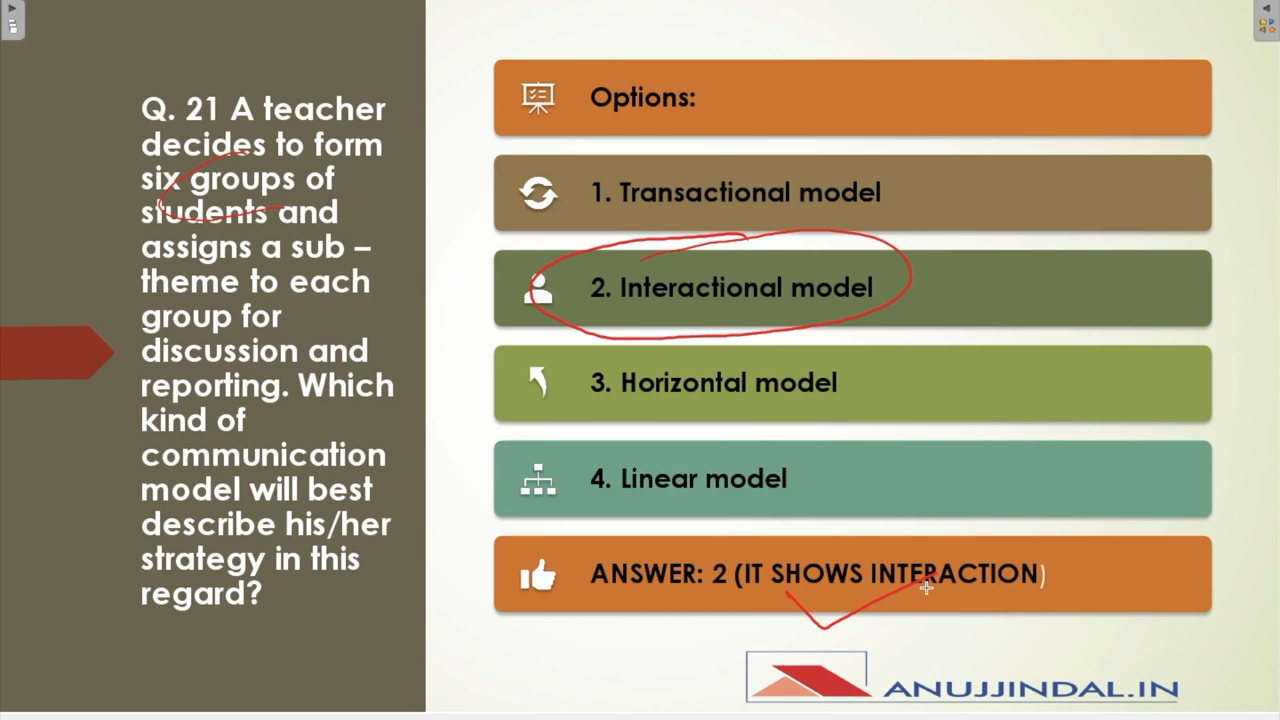 Q. 21 A teacher
decides to form
six groups of
students and
assigns a sub –
theme to each
group for
discussion and
reporting. Which
kind of
communication
model will best
describe his/her
strategy in this
regard?
Options:
1. Transactional model
2. Interactional model
3. Horizontal model
4. Linear model
ANSWER: 2 (IT SHOWS INTERACTION)
ANUJJINDAL.IN